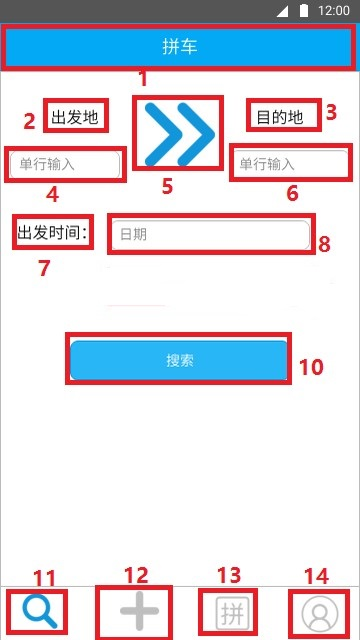 12:00
拼车
1
2 出发地 目的地 3
单行输入 单行输入
4 5 6
出发时间： 日期 8
7
搜索 10
11 12 13 14
拼